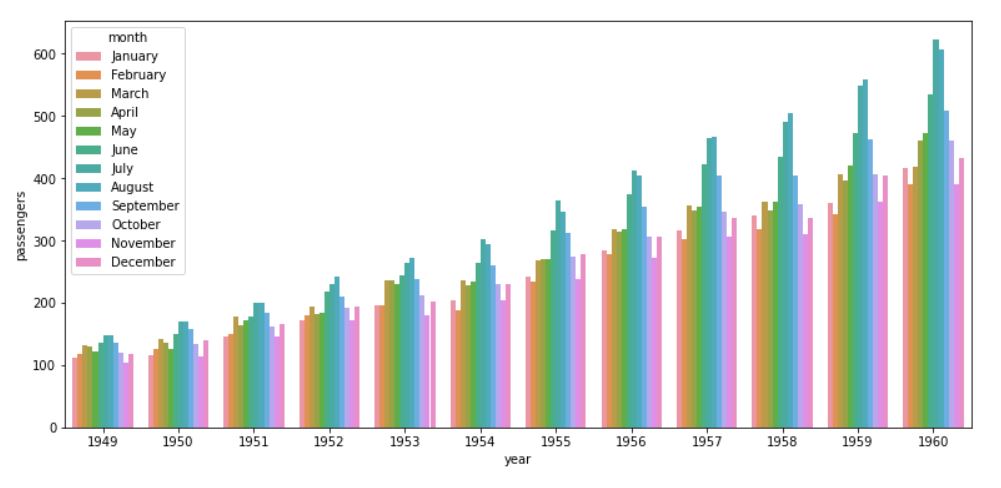 month
January
February
March
April
May
June
July
August
September
October
November
December
600
500
400
300
200
100
0
passengers
1949 1950 1951 1952 1953 1954 1955 1956 1957 1958 1959 1960
year